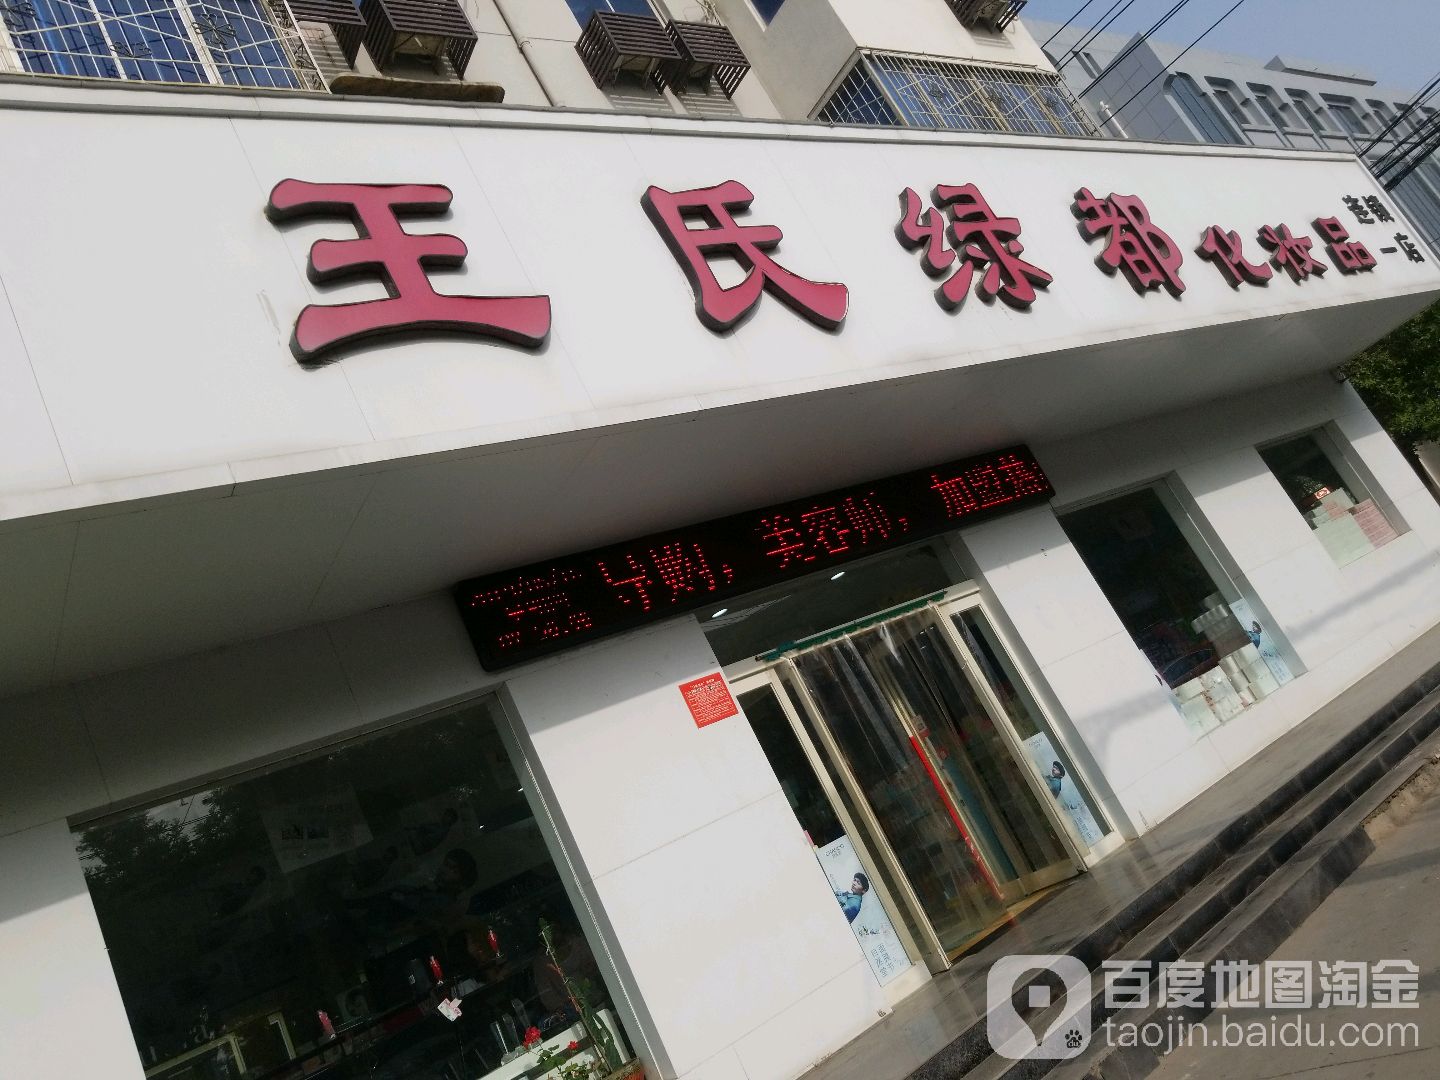 王氏绿都化妆品
连锁
一店
导购，美容师，加盟热
百度地图淘金
taojin.baidu.com